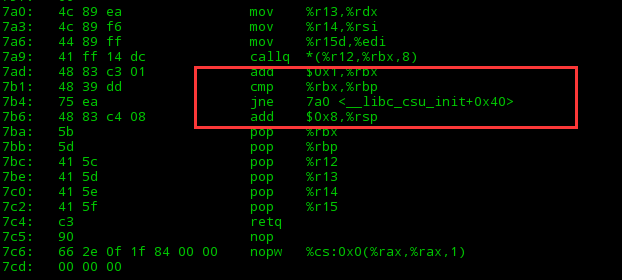 7a0: 4c 89 ea mov %r13,%rdx
7a3: 4c 89 f6 mov %r14,%rsi
7a6: 44 89 ff mov %r15d,%edi
7a9: 41 ff 14 dc callq *(%r12,%rbx,8)
7ad: 48 83 c3 01 add $0x1,%rbx
7b1: 48 39 dd cmp %rbx,%rbp
7b4: 75 ea jne 7a0 <__libc_csu_init+0x40>
7b6: 48 83 c4 08 add $0x8,%rsp
7ba: 5b pop %rbx
7bb: 5d pop %rbp
7bc: 41 5c pop %r12
7be: 41 5d pop %r13
7c0: 41 5e pop %r14
7c2: 41 5f pop %r15
7c4: c3 retq
7c5: 90 nop
7c6: 66 2e 0f 1f 84 00 00 nopw %cs:0x0(%rax,%rax,1)
7cd: 00 00 00